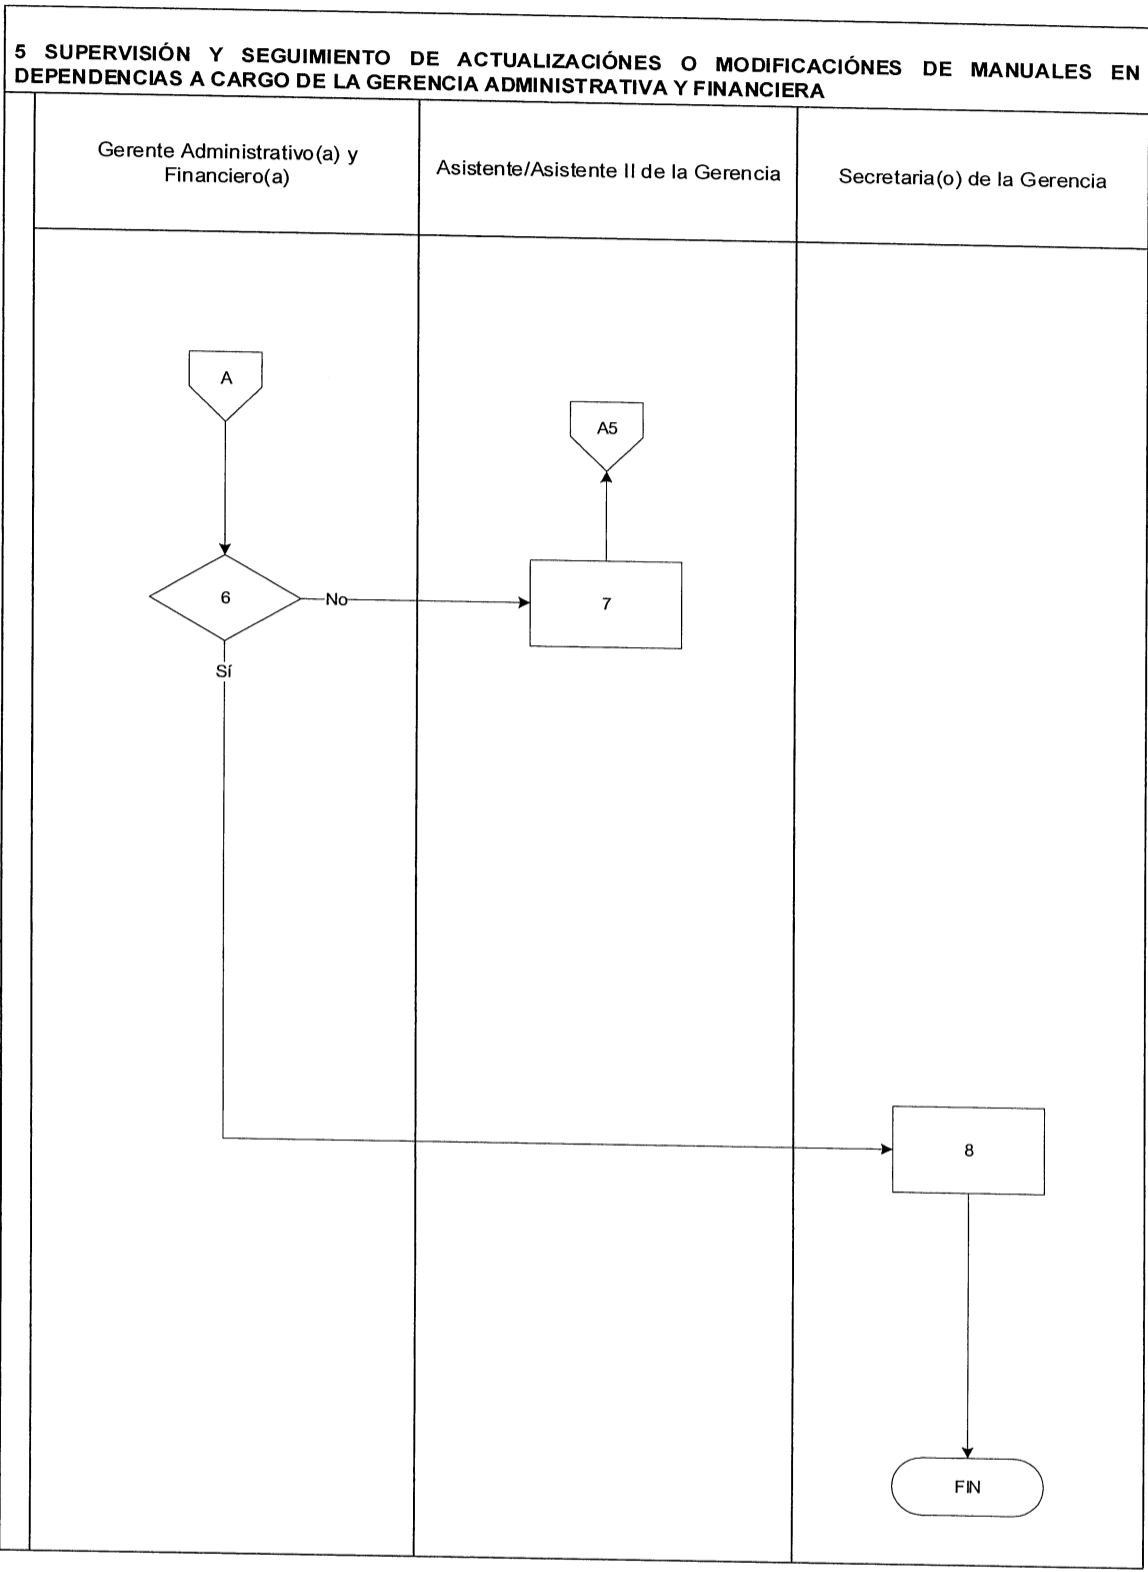 5 SUPERVISIÓN Y SEGUIMIENTO DE ACTUALIZACIÓNES O MODIFICACIÓNES DE MANUALES EN
DEPENDENCIAS A CARGO DE LA GERENCIA ADMINISTRATIVA Y FINANCIERA
Gerente Administrativo(a) y
Financiero(a)
Asistente/Asistente II de la Gerencia
Secretaria(o) de la Gerencia
A
A5
6
No
7
Sí
8
FIN